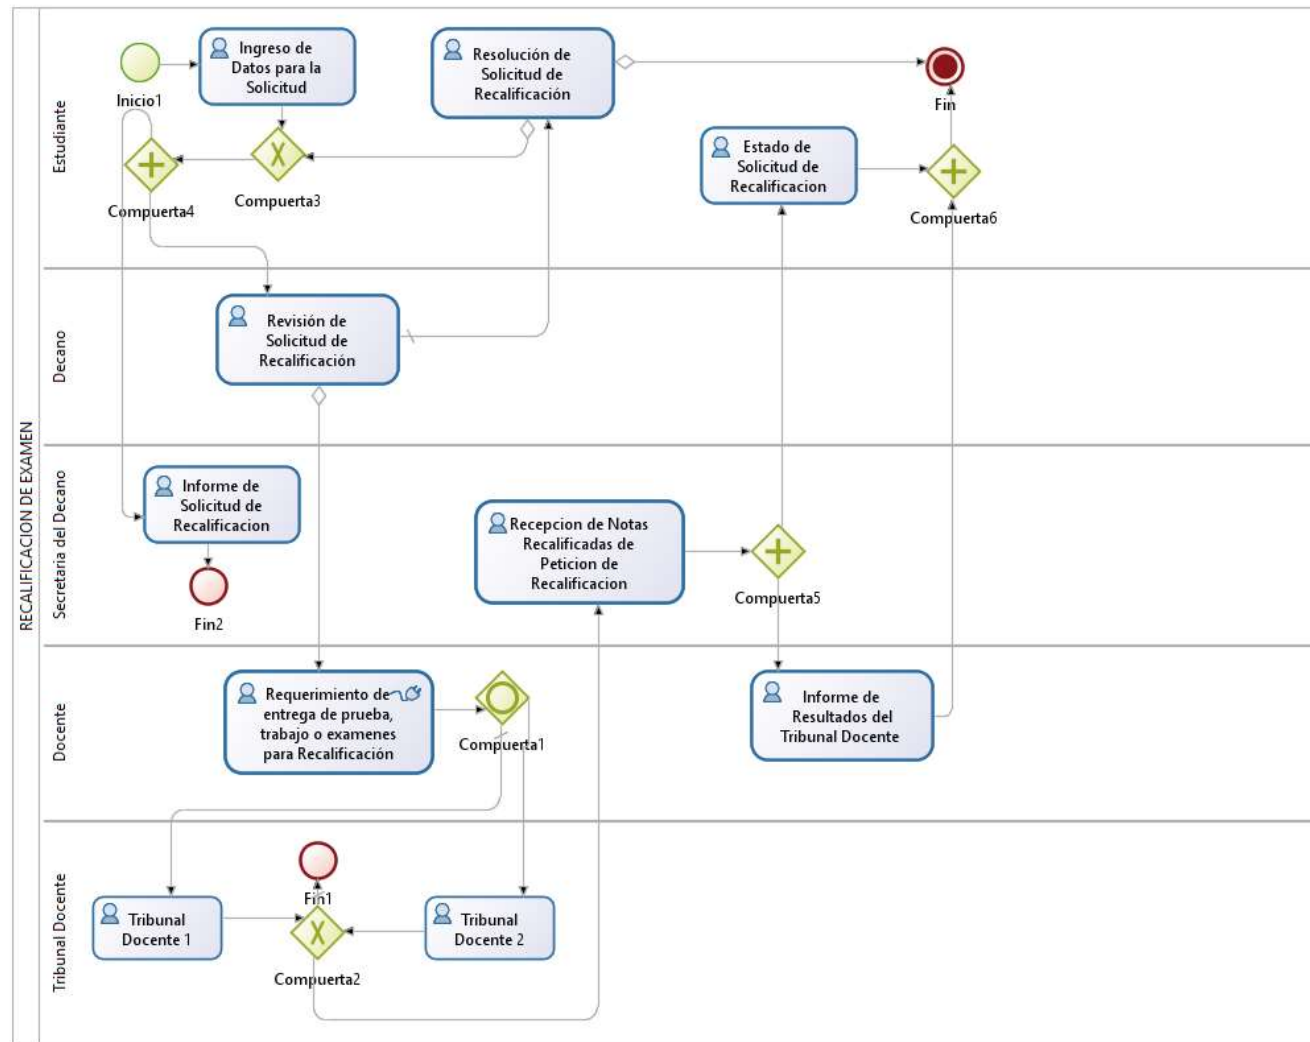 RECALIFICACION DE EXAMEN
Estudiante
Inicio1
Ingreso de
Datos para la
Solicitud
Resolución de
Solicitud de
Recalificación
Fin
Compuerta4
Compuerta3
Estado de
Solicitud de
Recalificacion
Compuerta6
Decano
Revisión de
Solicitud de
Recalificación
Secretaria del Decano
Informe de
Solicitud de
Recalificacion
Fin2
Recepcion de Notas
Recalificadas de
Peticion de
Recalificacion
Compuerta5
Docente
Requerimiento de
entrega de prueba,
trabajo o examenes
para Recalificación
Compuerta1
Informe de
Resultados del
Tribunal Docente
Tribunal Docente
Fin1
Tribunal
Docente 1
Compuerta2
Tribunal
Docente 2